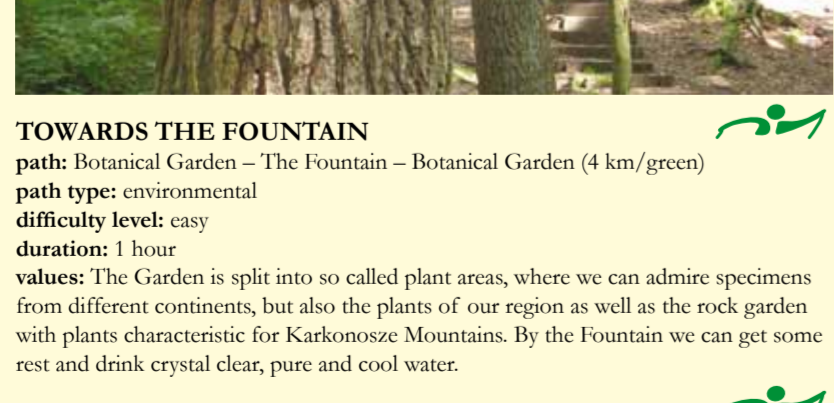 TOWARDS THE FOUNTAIN
path: Botanical Garden – The Fountain – Botanical Garden (4 km/green)
path type: environmental
difficulty level: easy
duration: 1 hour
values: The Garden is split into so called plant areas, where we can admire specimens
from different continents, but also the plants of our region as well as the rock garden
with plants characteristic for Karkonosze Mountains. By the Fountain we can get some
rest and drink crystal clear, pure and cool water.